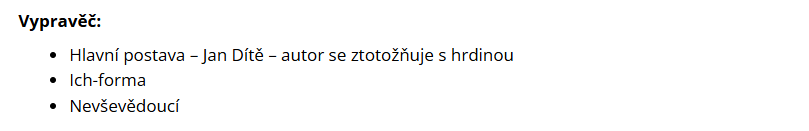 Vypravěč:
• Hlavní postava – Jan Dítě – autor se ztotožňuje s hrdinou
• Ich-forma
• Nevševědoucí